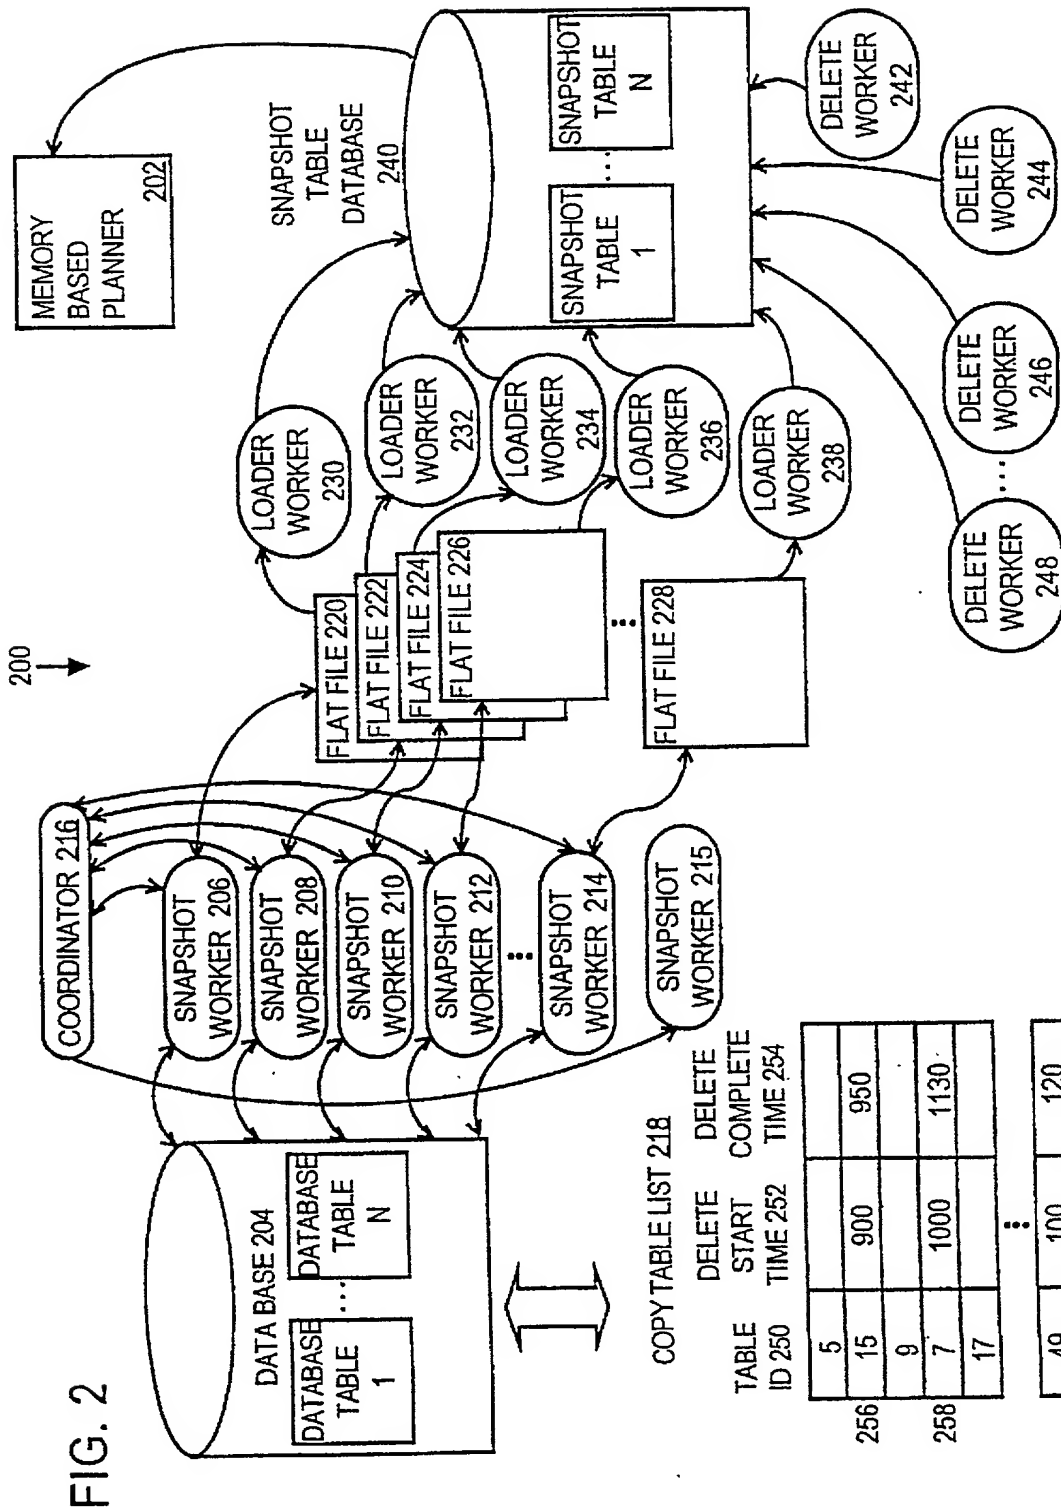 FIG. 2
200
DATA BASE 204
DATABASE
TABLE
1
...
DATABASE
TABLE
N
COORDINATOR 216
SNAPSHOT
WORKER 206
SNAPSHOT
WORKER 208
SNAPSHOT
WORKER 210
SNAPSHOT
WORKER 212
...
SNAPSHOT
WORKER 214
SNAPSHOT
WORKER 215
FLAT FILE 220
FLAT FILE 222
FLAT FILE 224
FLAT FILE 226
...
FLAT FILE 228
LOADER
WORKER
230
LOADER
WORKER
232
LOADER
WORKER
234
LOADER
WORKER
236
LOADER
WORKER
238
MEMORY
BASED
PLANNER
202
SNAPSHOT
TABLE
DATABASE
240
SNAPSHOT
TABLE
1
...
SNAPSHOT
TABLE
N
DELETE
WORKER
242
DELETE
WORKER
244
DELETE
WORKER
246
...
DELETE
WORKER
248
COPY TABLE LIST 218
TABLE
ID 250
DELETE
START
TIME 252
DELETE
COMPLETE
TIME 254
5
256 15 900 950
9
258 7 1000 1130
17
...
49 100 120